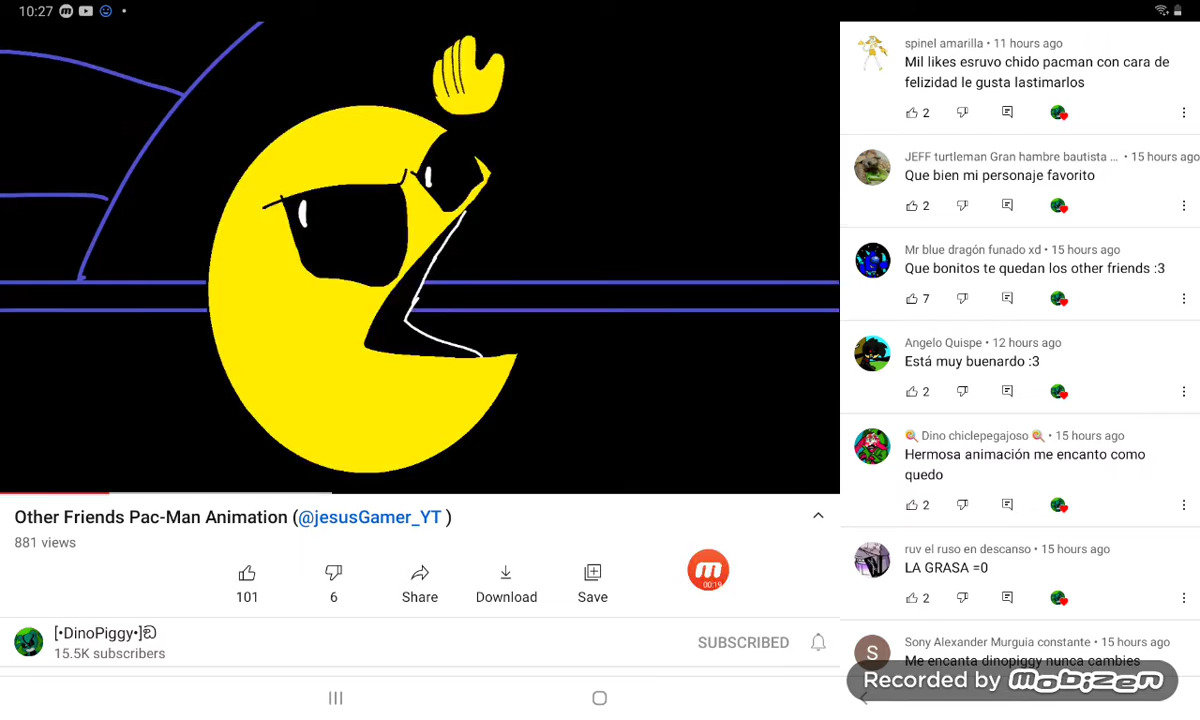 10:27
spinel amarilla • 11 hours ago
Mil likes esruvo chido pacman con cara de
felizidad le gusta lastimarlos
2
JEFF turtleman Gran hambre bautista ... • 15 hours ago
Que bien mi personaje favorito
2
Mr blue dragón funado xd • 15 hours ago
Que bonitos te quedan los other friends :3
7
Angelo Quispe • 12 hours ago
Está muy buenardo :3
2
🍭 Dino chiclepegajoso 🍭 • 15 hours ago
Hermosa animación me encanto como
quedo
2
ruv el ruso en descanso • 15 hours ago
LA GRASA =0
2
S
Sony Alexander Murguia constante • 15 hours ago
Me encanta dinopiggy nunca cambies
Other Friends Pac-Man Animation (@jesusGamer_YT )
881 views
101
6
Share
Download
Save
00:19
[•DinoPiggy•]ඞ
15.5K subscribers
SUBSCRIBED
Recorded by mobizen